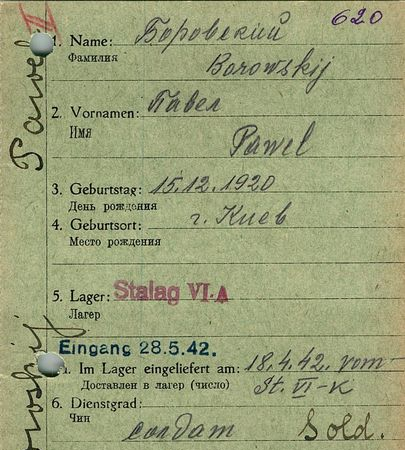 II
620
1. Name: Боровский
Фамилия
Borowskij
2. Vornamen: Павел
Имя
Pawel
3. Geburtstag: 15.12.1920
День рождения
4. Geburtsort: г. Киев
Место рождения
5. Lager: Stalag VI-A
Лагерь
Eingang 28.5.42.
Im Lager eingeliefert am: 18.4.42. vom
Доставлен в лагерь (число) St. VI-K
6. Dienstgrad:
Чин
солдат Sold.
Pawel